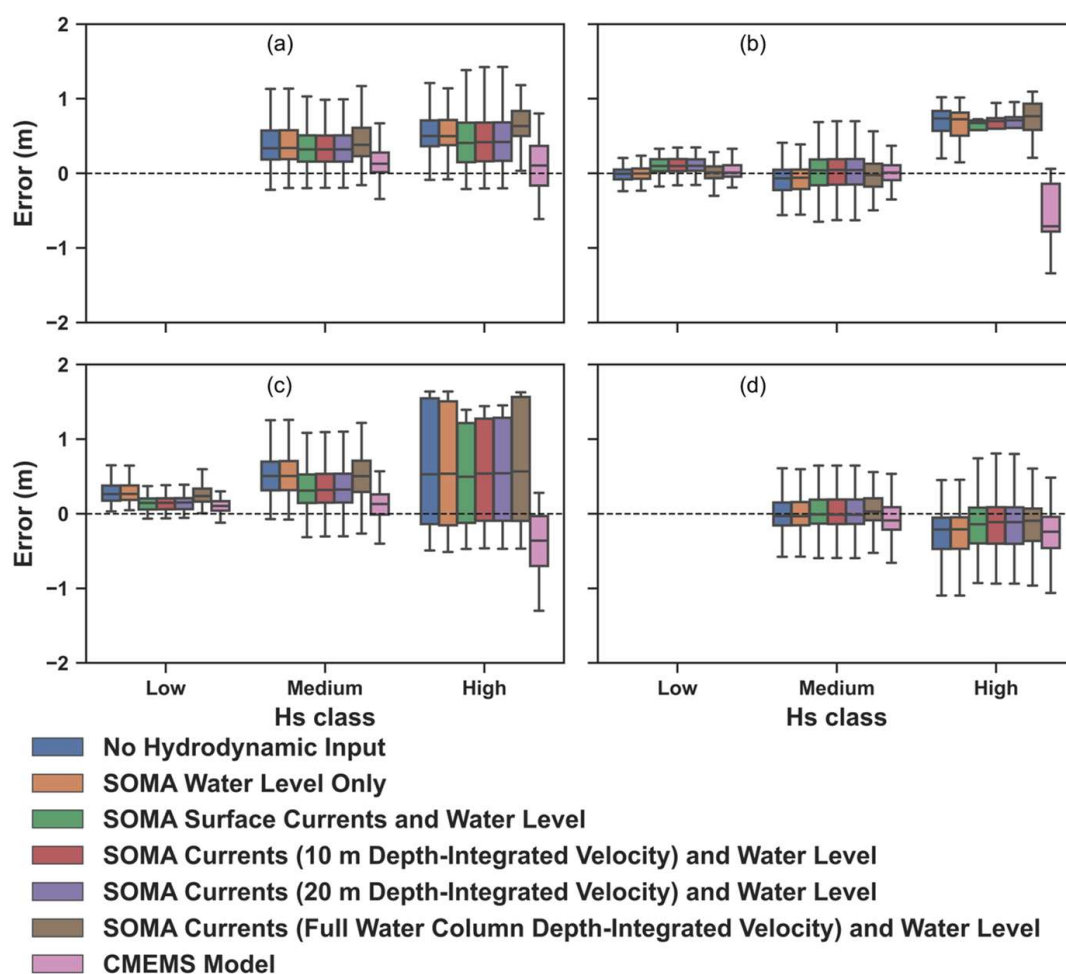 2
(a)
(b)
1
0
−1
−2
Error (m)
2
(c)
(d)
1
0
−1
−2
Error (m)
Low Medium High Low Medium High
Hs class Hs class
No Hydrodynamic Input
SOMA Water Level Only
SOMA Surface Currents and Water Level
SOMA Currents (10 m Depth-Integrated Velocity) and Water Level
SOMA Currents (20 m Depth-Integrated Velocity) and Water Level
SOMA Currents (Full Water Column Depth-Integrated Velocity) and Water Level
CMEMS Model